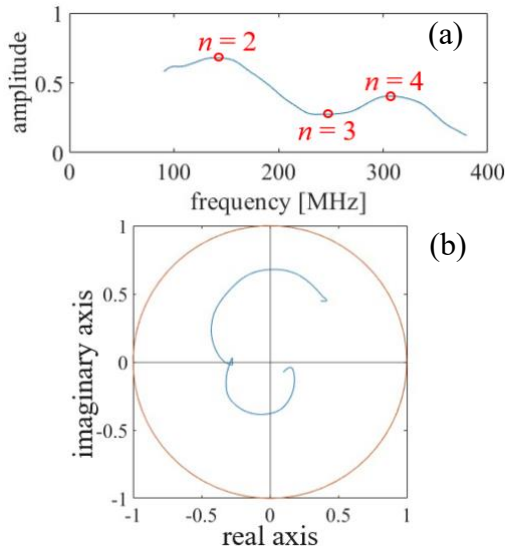 (a)
amplitude
1
0.5
0
n = 2
n = 3
n = 4
0 100 200 300 400
frequency [MHz]
(b)
imaginary axis
1
0.5
0
-0.5
-1
-1 -0.5 0 0.5 1
real axis